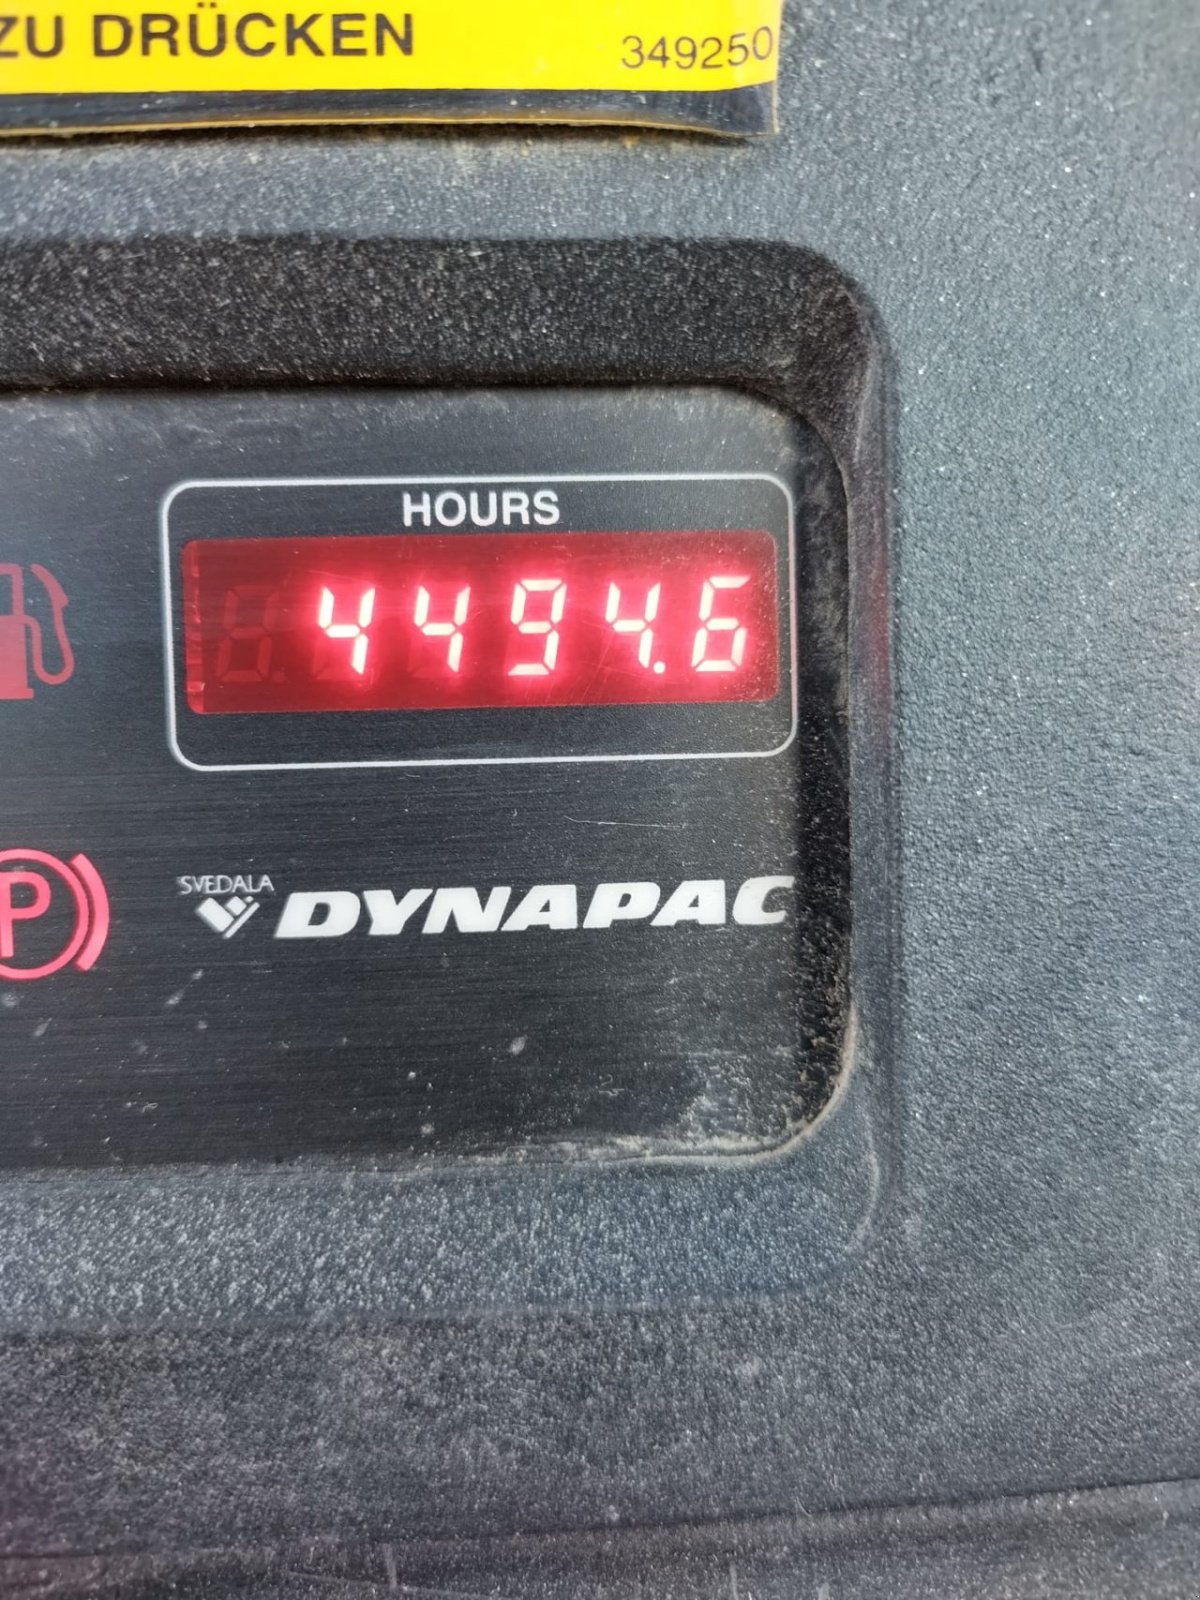 ZU DRÜCKEN
349250
HOURS
4494.6
P
SVEDALA
DYNAPAC